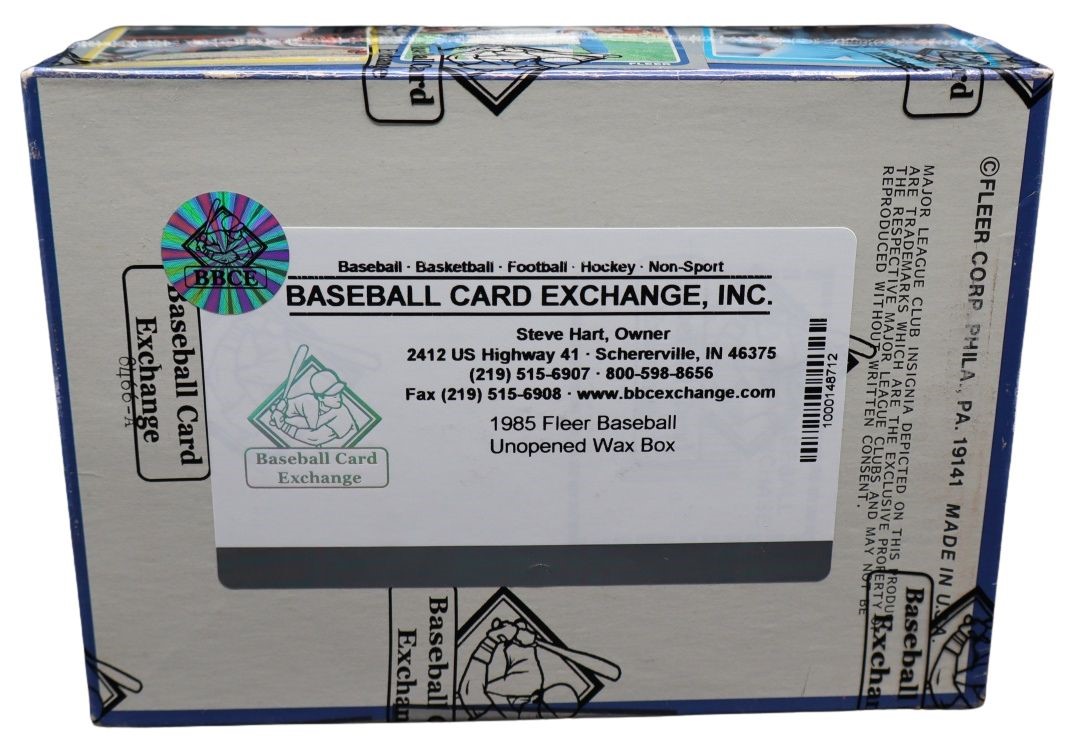 FLEER
BBCE
Baseball · Basketball · Football · Hockey · Non-Sport
BASEBALL CARD EXCHANGE, INC.
Steve Hart, Owner
2412 US Highway 41 · Schererville, IN 46375
(219) 515-6907 · 800-598-8656
Fax (219) 515-6908 · www.bbcexchange.com
1985 Fleer Baseball
Unopened Wax Box
Baseball Card
Exchange
1000148712
Baseball Card
Exchange
©FLEER CORP. PHILA., PA. 19141 MADE IN U.S.A.
MAJOR LEAGUE CLUB INSIGNIA DEPICTED ON THIS PRODUCT
ARE TRADEMARKS WHICH ARE THE EXCLUSIVE PROPERTY OF
THE RESPECTIVE MAJOR LEAGUE CLUBS AND MAY NOT BE
REPRODUCED WITHOUT WRITTEN CONSENT.
Baseball C
Exchan
Baseball
Exchan